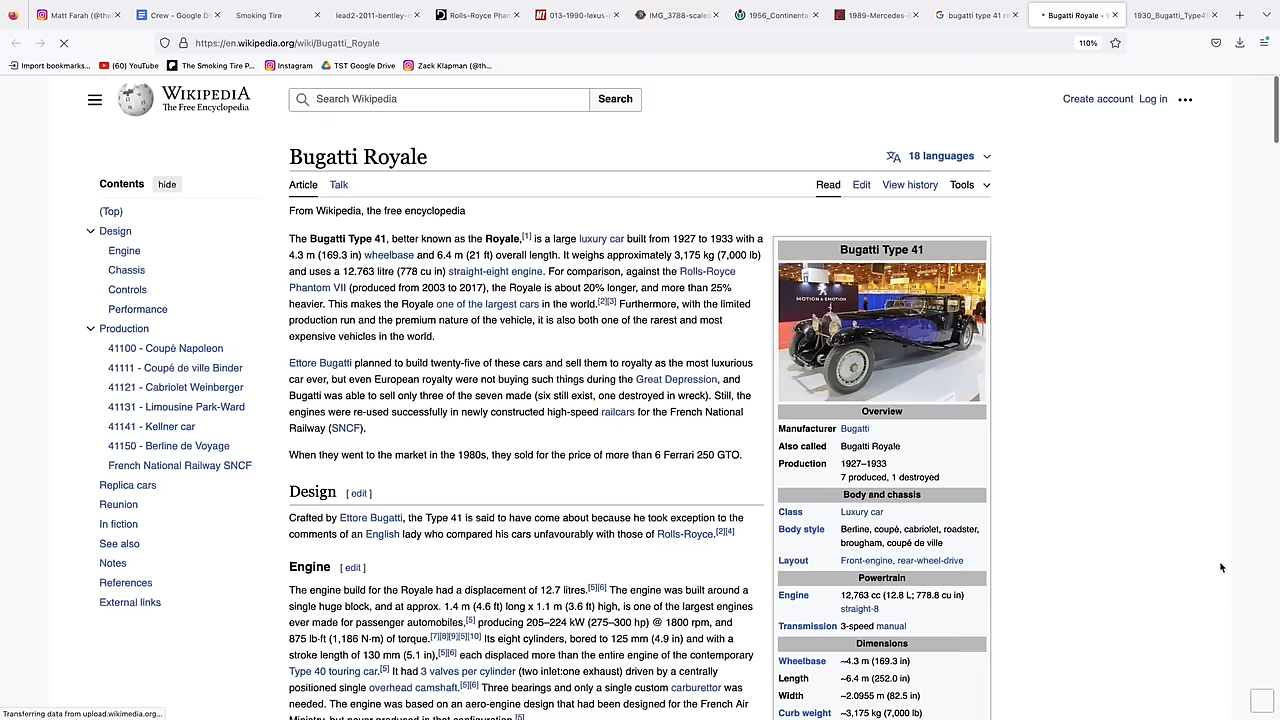 Matt Farah (@the
Crew – Google D
Smoking Tire
lead2-2011-bentley-
Rolls-Royce Phar
013-1990-lexus-l
IMG_3788-scale
1956_Continenta
1989-Mercedes-
bugatti type 41 ro
Bugatti Royale – W
1930_Bugatti_Type4
https://en.wikipedia.org/wiki/Bugatti_Royale
110%
Import bookmarks...
(60) YouTube
The Smoking Tire P...
Instagram
TST Google Drive
Zack Klapman (@th...
WIKIPEDIA
The Free Encyclopedia
Search Wikipedia
Search
Create account Log in
Bugatti Royale
18 languages
Article Talk
Read Edit View history Tools
From Wikipedia, the free encyclopedia
Contents hide
(Top)
Design
Engine
Chassis
Controls
Performance
Production
41100 - Coupé Napoleon
41111 - Coupé de ville Binder
41121 - Cabriolet Weinberger
41131 - Limousine Park-Ward
41141 - Kellner car
41150 - Berline de Voyage
French National Railway SNCF
Replica cars
Reunion
In fiction
See also
Notes
References
External links
The Bugatti Type 41, better known as the Royale,[1] is a large luxury car built from 1927 to 1933 with a
4.3 m (169.3 in) wheelbase and 6.4 m (21 ft) overall length. It weighs approximately 3,175 kg (7,000 lb)
and uses a 12.763 litre (778 cu in) straight-eight engine. For comparison, against the Rolls-Royce
Phantom VII (produced from 2003 to 2017), the Royale is about 20% longer, and more than 25%
heavier. This makes the Royale one of the largest cars in the world.[2][3] Furthermore, with the limited
production run and the premium nature of the vehicle, it is also both one of the rarest and most
expensive vehicles in the world.
Ettore Bugatti planned to build twenty-five of these cars and sell them to royalty as the most luxurious
car ever, but even European royalty were not buying such things during the Great Depression, and
Bugatti was able to sell only three of the seven made (six still exist, one destroyed in wreck). Still, the
engines were re-used successfully in newly constructed high-speed railcars for the French National
Railway (SNCF).
When they went to the market in the 1980s, they sold for the price of more than 6 Ferrari 250 GTO.
Design [ edit ]
Crafted by Ettore Bugatti, the Type 41 is said to have come about because he took exception to the
comments of an English lady who compared his cars unfavourably with those of Rolls-Royce.[2][4]
Engine [ edit ]
The engine build for the Royale had a displacement of 12.7 litres.[5][6] The engine was built around a
single huge block, and at approx. 1.4 m (4.6 ft) long x 1.1 m (3.6 ft) high, is one of the largest engines
ever made for passenger automobiles,[5] producing 205–224 kW (275–300 hp) @ 1800 rpm, and
875 lb·ft (1,186 N·m) of torque.[7][8][9][5][10] Its eight cylinders, bored to 125 mm (4.9 in) and with a
stroke length of 130 mm (5.1 in),[5][6] each displaced more than the entire engine of the contemporary
Type 40 touring car.[5] It had 3 valves per cylinder (two inlet:one exhaust) driven by a centrally
positioned single overhead camshaft.[5][6] Three bearings and only a single custom carburettor was
needed. The engine was based on an aero-engine design that had been designed for the French Air
Ministry, but never produced in that configuration.[5]
Bugatti Type 41
MOTION & EMOTION
Overview
Manufacturer Bugatti
Also called Bugatti Royale
Production 1927–1933
7 produced, 1 destroyed
Body and chassis
Class Luxury car
Body style Berline, coupé, cabriolet, roadster,
brougham, coupé de ville
Layout Front-engine, rear-wheel-drive
Powertrain
Engine 12,763 cc (12.8 L; 778.8 cu in)
straight-8
Transmission 3-speed manual
Dimensions
Wheelbase ~4.3 m (169.3 in)
Length ~6.4 m (252.0 in)
Width ~2.0955 m (82.5 in)
Curb weight ~3,175 kg (7,000 lb)
Transferring data from upload.wikimedia.org...